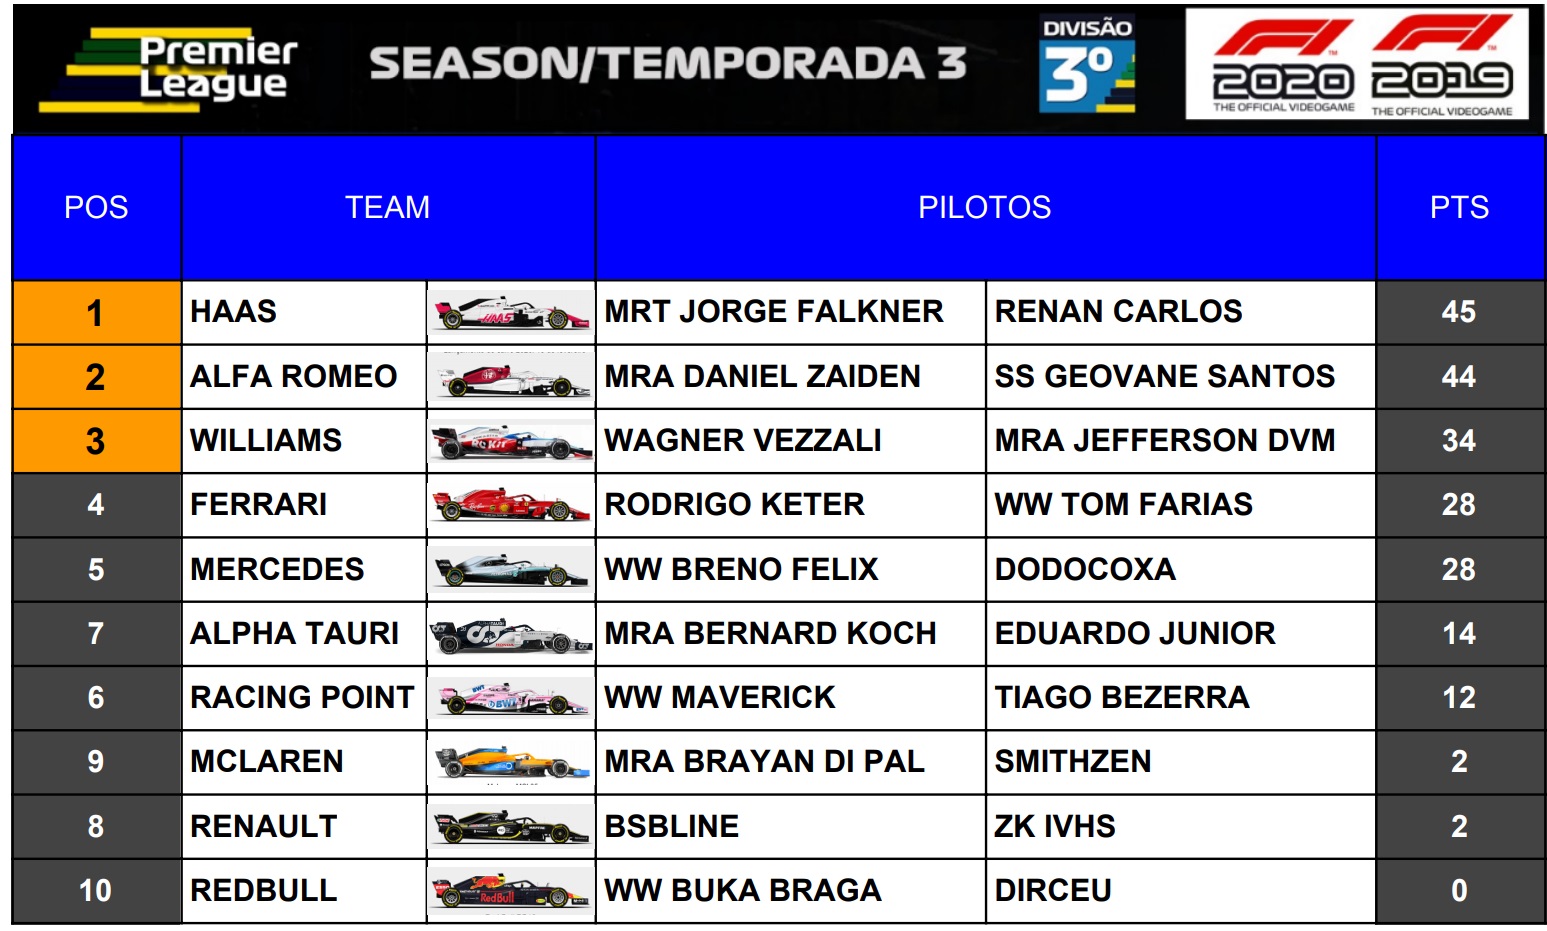 Premier
League
SEASON/TEMPORADA 3
DIVISÃO
3º
F1 F1
2020 2019
THE OFFICIAL VIDEOGAME THE OFFICIAL VIDEOGAME
POS TEAM PILOTOS PTS
1 HAAS HAAS MRT JORGE FALKNER RENAN CARLOS 45
2 ALFA ROMEO MRA DANIEL ZAIDEN SS GEOVANE SANTOS 44
3 WILLIAMS ROKiT WAGNER VEZZALI MRA JEFFERSON DVM 34
4 FERRARI RODRIGO KETER WW TOM FARIAS 28
5 MERCEDES WW BRENO FELIX DODOCOXA 28
7 ALPHA TAURI MRA BERNARD KOCH EDUARDO JUNIOR 14
6 RACING POINT BWT BWT WW MAVERICK TIAGO BEZERRA 12
9 MCLAREN MRA BRAYAN DI PAL SMITHZEN 2
8 RENAULT BSBLINE ZK IVHS 2
10 REDBULL RedBull WW BUKA BRAGA DIRCEU 0